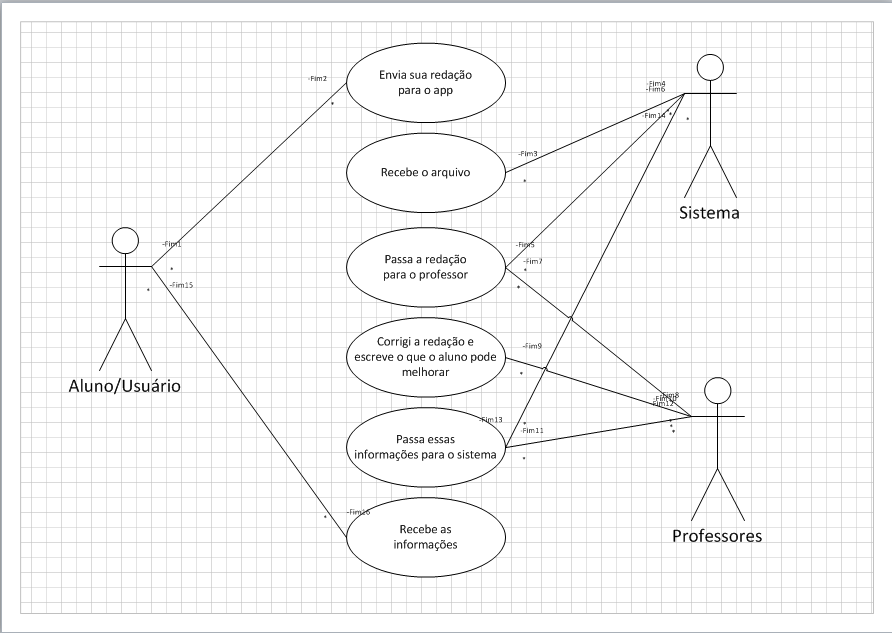 -Fim2
Envia sua redação
para o app
*
-Fim4
-Fim6
-Fim14
*
*
Sistema
-Fim3
Recebe o arquivo
*
-Fim1
*
-Fim15
*
Aluno/Usuário
-Fim5
Passa a redação
para o professor
-Fim7
*
*
-Fim9
Corrigi a redação e
escreve o que o aluno pode
melhorar
*
-Fim12
*
*
Professores
-Fim13
*
-Fim11
Passa essas
informações para o sistema
*
-Fim16
*
Recebe as
informações